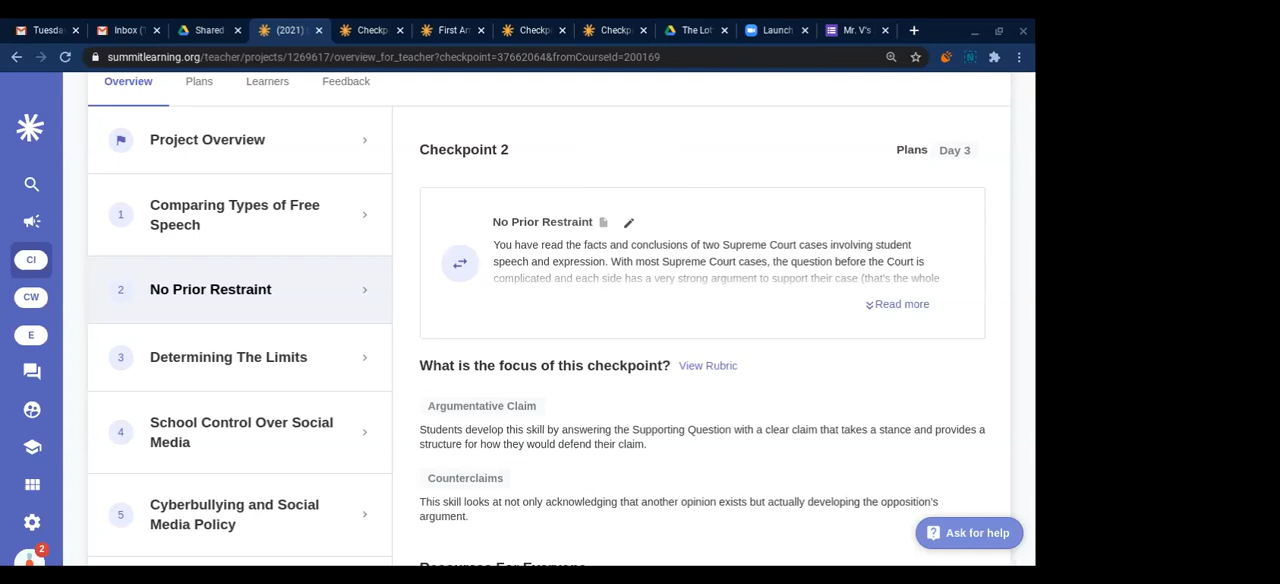 Tuesda
Inbox (
Shared
(2021)
Checkp
First Am
Checkp
Checkp
The Lot
Launch
Mr. V's
summitlearning.org/teacher/projects/1269617/overview_for_teacher?checkpoint=37662064&fromCourseId=200169
Overview
Plans
Learners
Feedback
CI
CW
E
2
Project Overview
1
Comparing Types of Free
Speech
2
No Prior Restraint
3
Determining The Limits
4
School Control Over Social
Media
5
Cyberbullying and Social
Media Policy
Checkpoint 2
Plans Day 3
No Prior Restraint
You have read the facts and conclusions of two Supreme Court cases involving student
speech and expression. With most Supreme Court cases, the question before the Court is
complicated and each side has a very strong argument to support their case (that's the whole
Read more
What is the focus of this checkpoint? View Rubric
Argumentative Claim
Students develop this skill by answering the Supporting Question with a clear claim that takes a stance and provides a
structure for how they would defend their claim.
Counterclaims
This skill looks at not only acknowledging that another opinion exists but actually developing the opposition's
argument.
Resources For Everyone
Ask for help